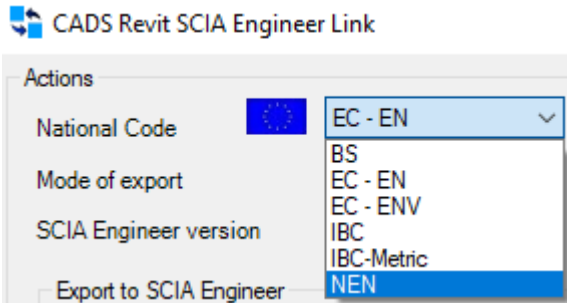 CADS Revit SCIA Engineer Link
Actions
National Code EC - EN
BS
Mode of export EC - EN
EC - ENV
SCIA Engineer version IBC
IBC-Metric
Export to SCIA Engineer NEN